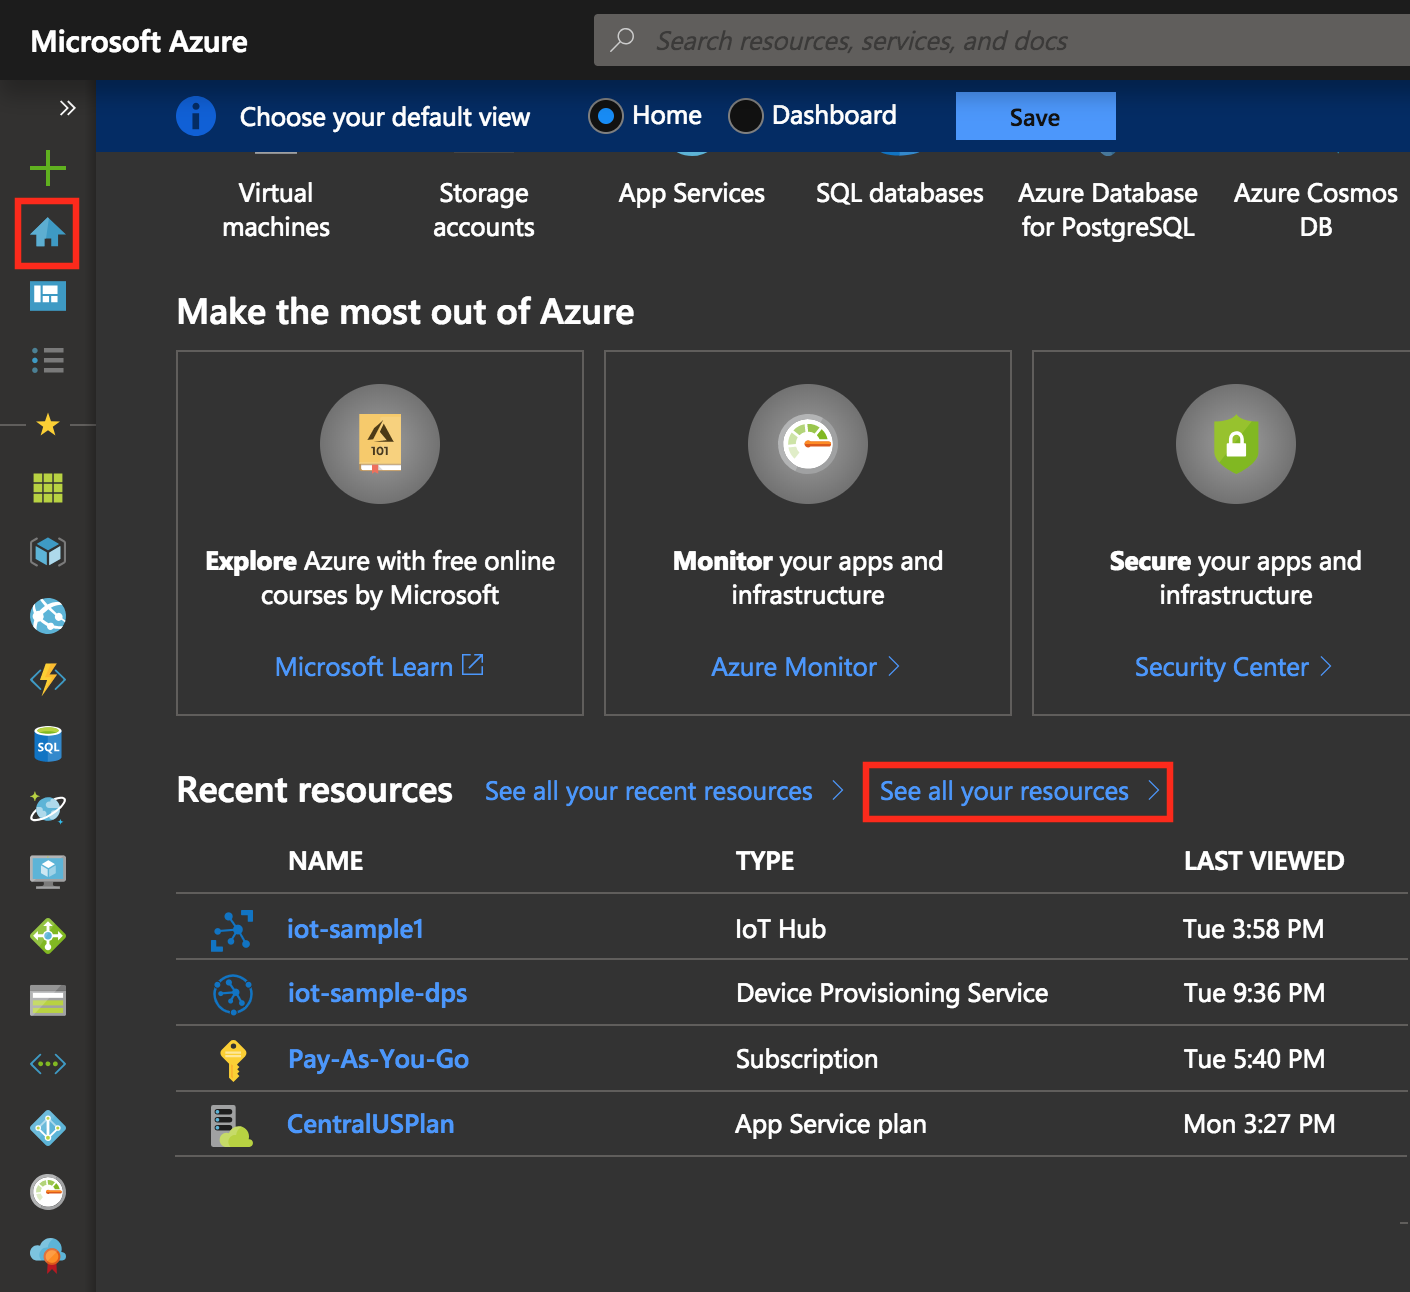 Microsoft Azure
Search resources, services, and docs
Choose your default view
Home
Dashboard
Save
Virtual
machines
Storage
accounts
App Services
SQL databases
Azure Database
for PostgreSQL
Azure Cosmos
DB
Make the most out of Azure
101
Explore Azure with free online
courses by Microsoft
Microsoft Learn
Monitor your apps and
infrastructure
Azure Monitor
Secure your apps and
infrastructure
Security Center
SQL
Recent resources
See all your recent resources
See all your resources
NAME TYPE LAST VIEWED
iot-sample1 IoT Hub Tue 3:58 PM
iot-sample-dps Device Provisioning Service Tue 9:36 PM
Pay-As-You-Go Subscription Tue 5:40 PM
CentralUSPlan App Service plan Mon 3:27 PM